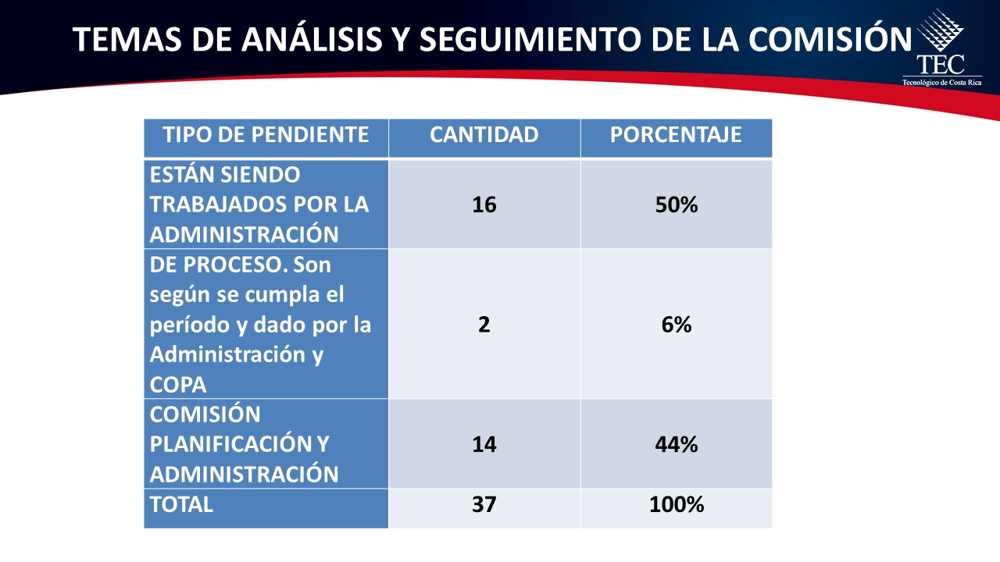 TEMAS DE ANÁLISIS Y SEGUIMIENTO DE LA COMISIÓN
TEC
Tecnológico de Costa Rica
TIPO DE PENDIENTE CANTIDAD PORCENTAJE
ESTÁN SIENDO
TRABAJADOS POR LA
ADMINISTRACIÓN
16 50%
DE PROCESO. Son
según se cumpla el
período y dado por la
Administración y
COPA
2 6%
COMISIÓN
PLANIFICACIÓN Y
ADMINISTRACIÓN
14 44%
TOTAL 37 100%